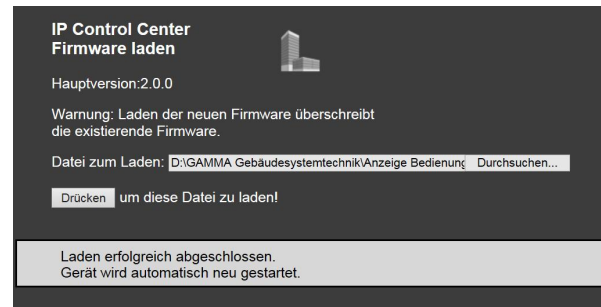 IP Control Center
Firmware laden
Hauptversion:2.0.0
Warnung: Laden der neuen Firmware überschreibt
die existierende Firmware.
Datei zum Laden: D:\GAMMA Gebäudesystemtechnik\Anzeige Bedienung Durchsuchen...
Drücken um diese Datei zu laden!
Laden erfolgreich abgeschlossen.
Gerät wird automatisch neu gestartet.